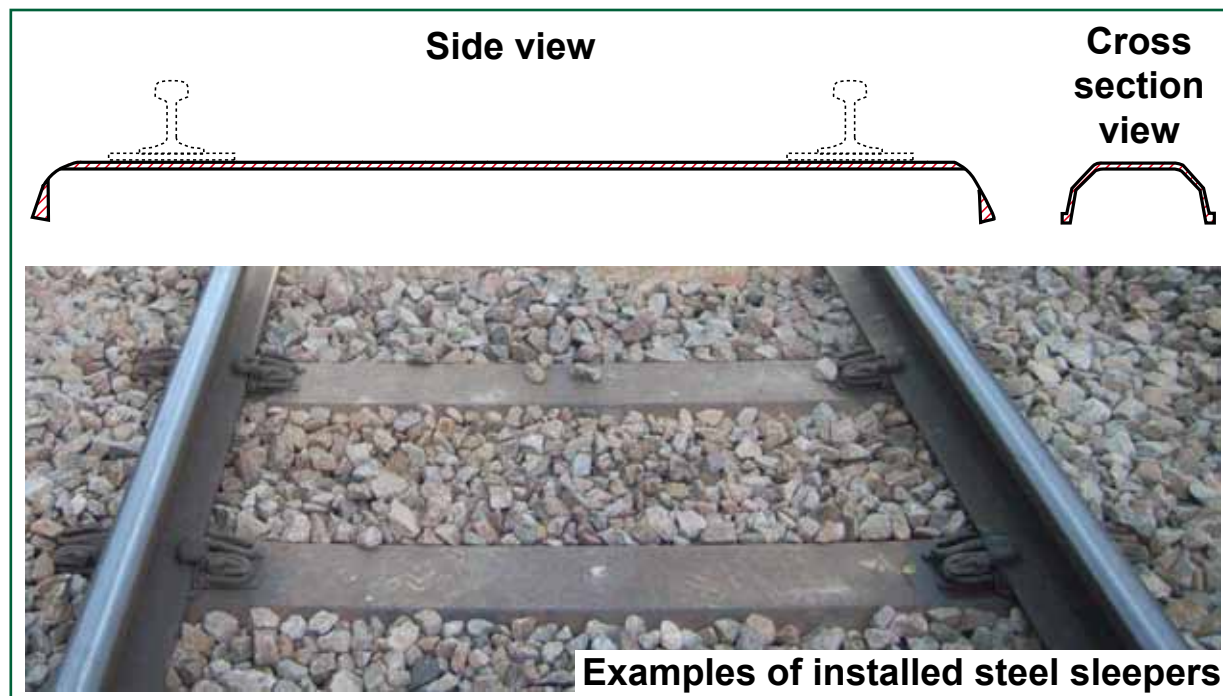 Side view
Cross
section
view
Examples of installed steel sleepers